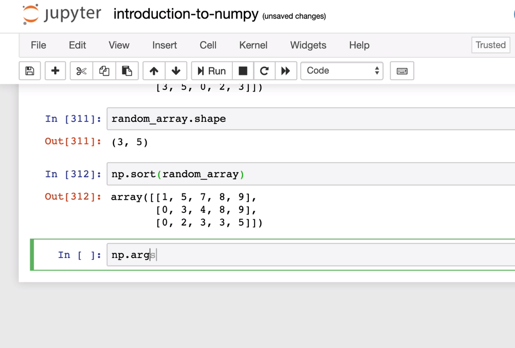 jupyter introduction-to-numpy (unsaved changes)
File Edit View Insert Cell Kernel Widgets Help Trusted
Run Code
[3, 5, 0, 2, 3]])
In [311]: random_array.shape
Out[311]: (3, 5)
In [312]: np.sort(random_array)
Out[312]: array([[1, 5, 7, 8, 9],
[0, 3, 4, 8, 9],
[0, 2, 3, 3, 5]])
In [ ]: np.args